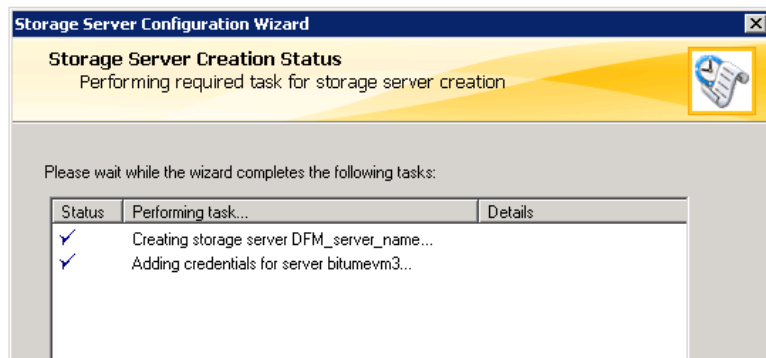 Storage Server Configuration Wizard
Storage Server Creation Status
Performing required task for storage server creation
Please wait while the wizard completes the following tasks:
Status Performing task... Details
Creating storage server DFM_server_name...
Adding credentials for server bitumevm3...